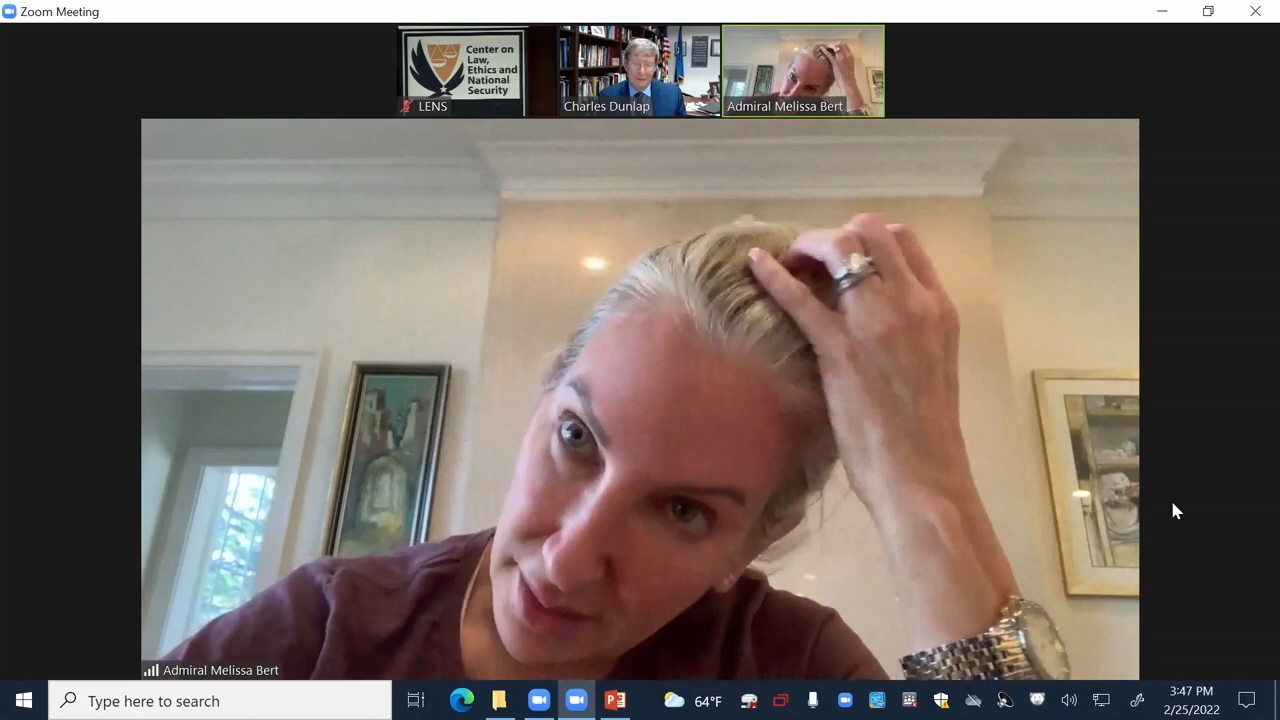 Zoom Meeting
Center on
Law,
Ethics and
National
Security
LENS
Charles Dunlap
Admiral Melissa Bert
Admiral Melissa Bert
Type here to search
64°F
3:47 PM
2/25/2022